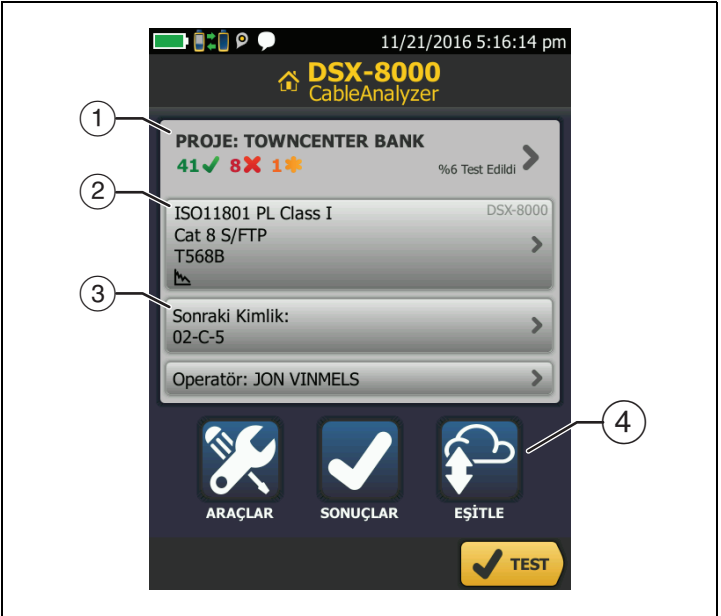 11/21/2016 5:16:14 pm
DSX-8000
CableAnalyzer
1
PROJE: TOWNCENTER BANK
41 8 1
%6 Test Edildi
2
ISO11801 PL Class I
DSX-8000
Cat 8 S/FTP
T568B
3
Sonraki Kimlik:
02-C-5
Operatör: JON VINMELS
4
ARAÇLAR SONUÇLAR EŞİTLE
TEST